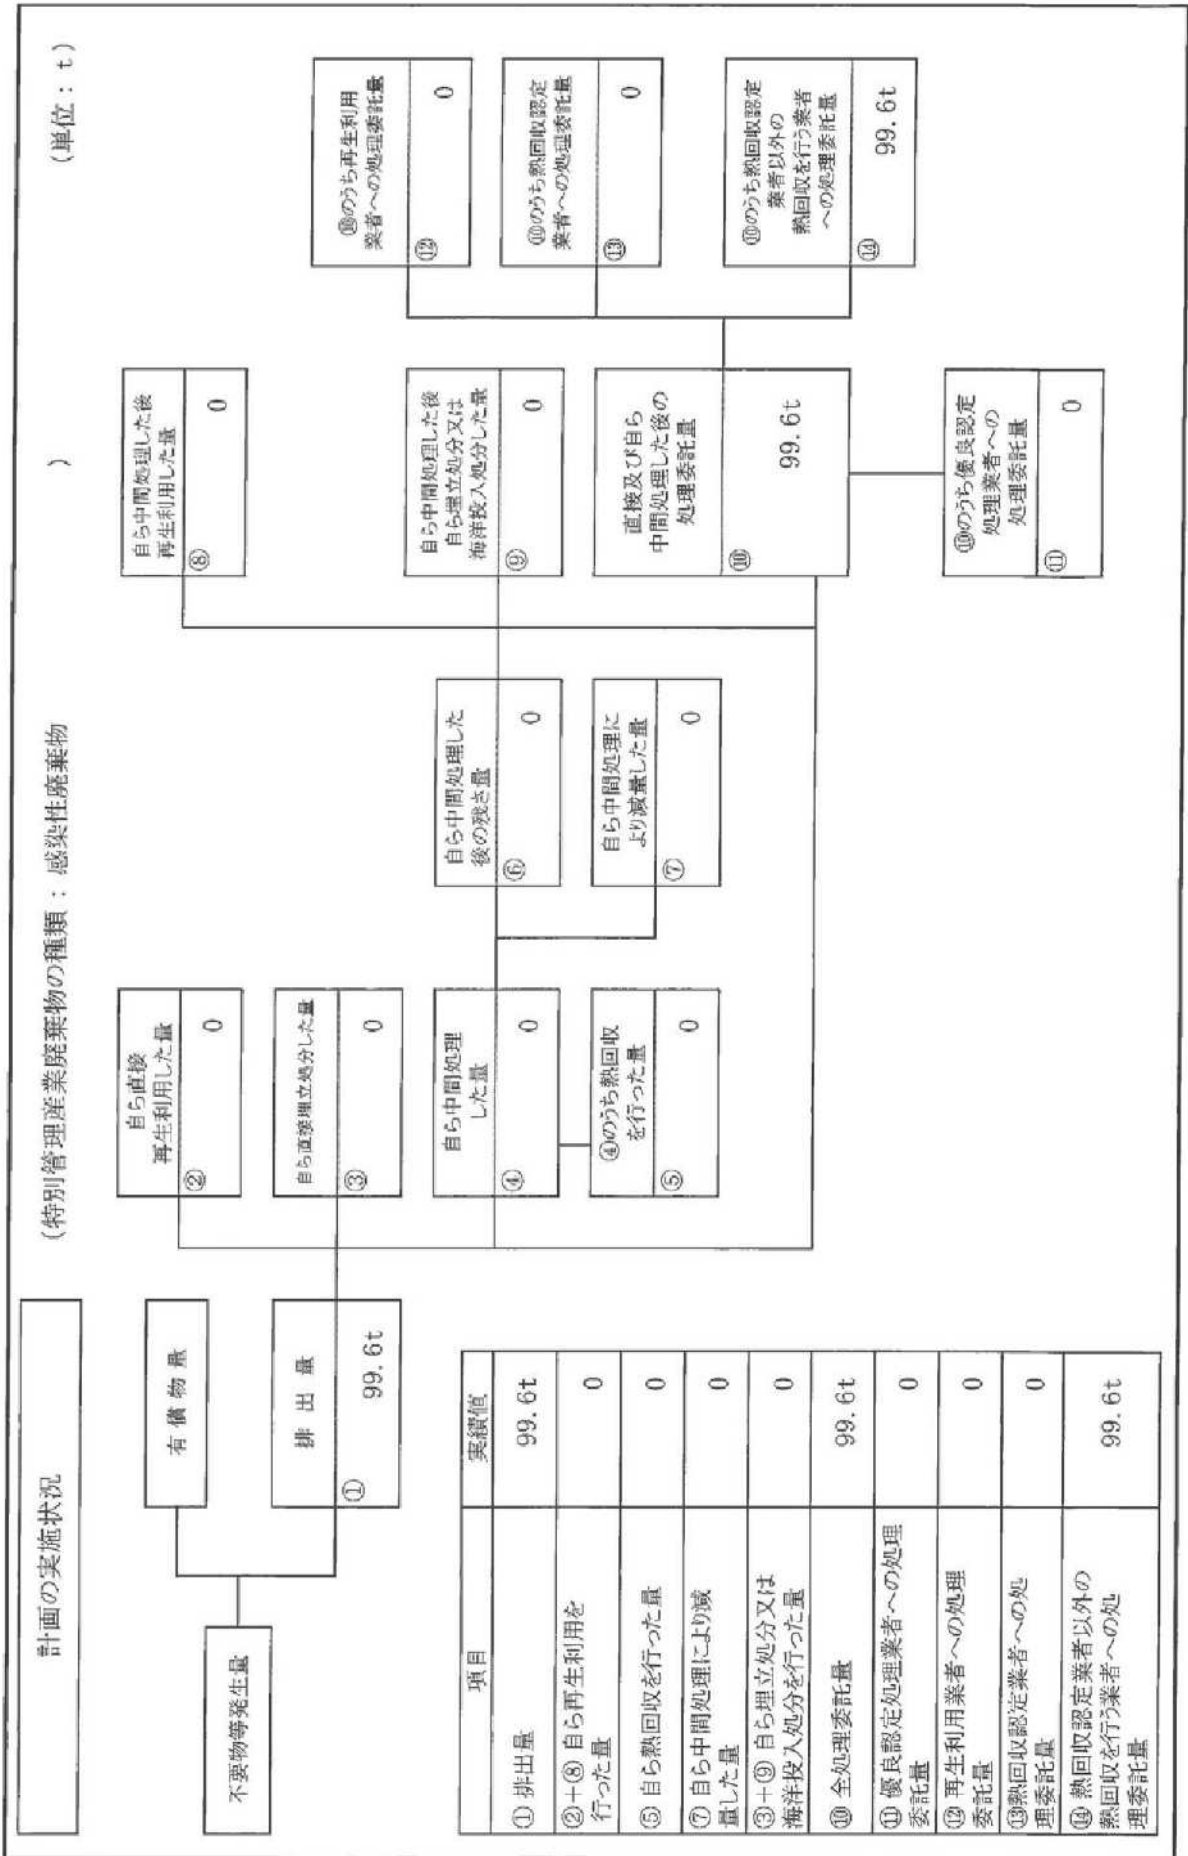 計画の実施状況
(特別管理産業廃棄物の種類：感染性廃棄物
)
(単位：t)
不要物等発生量
有償物量
排出量
①
99.6t
自ら直接
再生利用した量
②
0
自ら直接埋立処分した量
③
0
自ら中間処理
した量
④
0
④のうち熱回収
を行った量
⑤
0
自ら中間処理した
後の残さ量
⑥
0
自ら中間処理に
より減量した量
⑦
0
自ら中間処理した後
再生利用した量
⑧
0
自ら中間処理した後
自ら埋立処分又は
海洋投入処分した量
⑨
0
直接及び自ら
中間処理した後の
処理委託量
⑩
99.6t
⑩のうち優良認定
処理業者への
処理委託量
⑪
0
⑩のうち再生利用
業者への処理委託量
⑫
0
⑩のうち熱回収認定
業者への処理委託量
⑬
0
⑩のうち熱回収認定
業者以外の
熱回収を行う業者
への処理委託量
⑭
99.6t
項目
実績値
①排出量
99.6t
②+⑧自ら再生利用を
行った量
0
⑤自ら熱回収を行った量
0
⑦自ら中間処理により減
量した量
0
③+⑨自ら埋立処分又は
海洋投入処分を行った量
0
⑩全処理委託量
99.6t
⑪優良認定処理業者への処理
委託量
0
⑫再生利用業者への処理
委託量
0
⑬熱回収認定業者への処
理委託量
0
⑭熱回収認定業者以外の
熱回収を行う業者への処
理委託量
99.6t